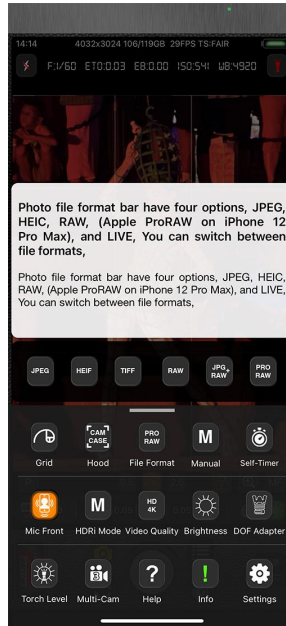 14:14 4032x3024 106/119GB 29FPS TS:FAIR
F:1/60 ET0:0.03 EB:0.00 ISO:541 WB:4920
Photo file format bar have four options, JPEG,
HEIC, RAW, (Apple ProRAW on iPhone 12
Pro Max), and LIVE, You can switch between
file formats,
Photo file format bar have four options, JPEG, HEIC,
RAW, (Apple ProRAW on iPhone 12 Pro Max), and LIVE,
You can switch between file formats,
JPEG HEIF TIFF RAW JPG+ RAW PRO RAW
CAM CASE PRO RAW M
Grid Hood File Format Manual Self-Timer
M HD 4K
Mic Front HDRi Mode Video Quality Brightness DOF Adapter
3 ? !
Torch Level Multi-Cam Help Info Settings